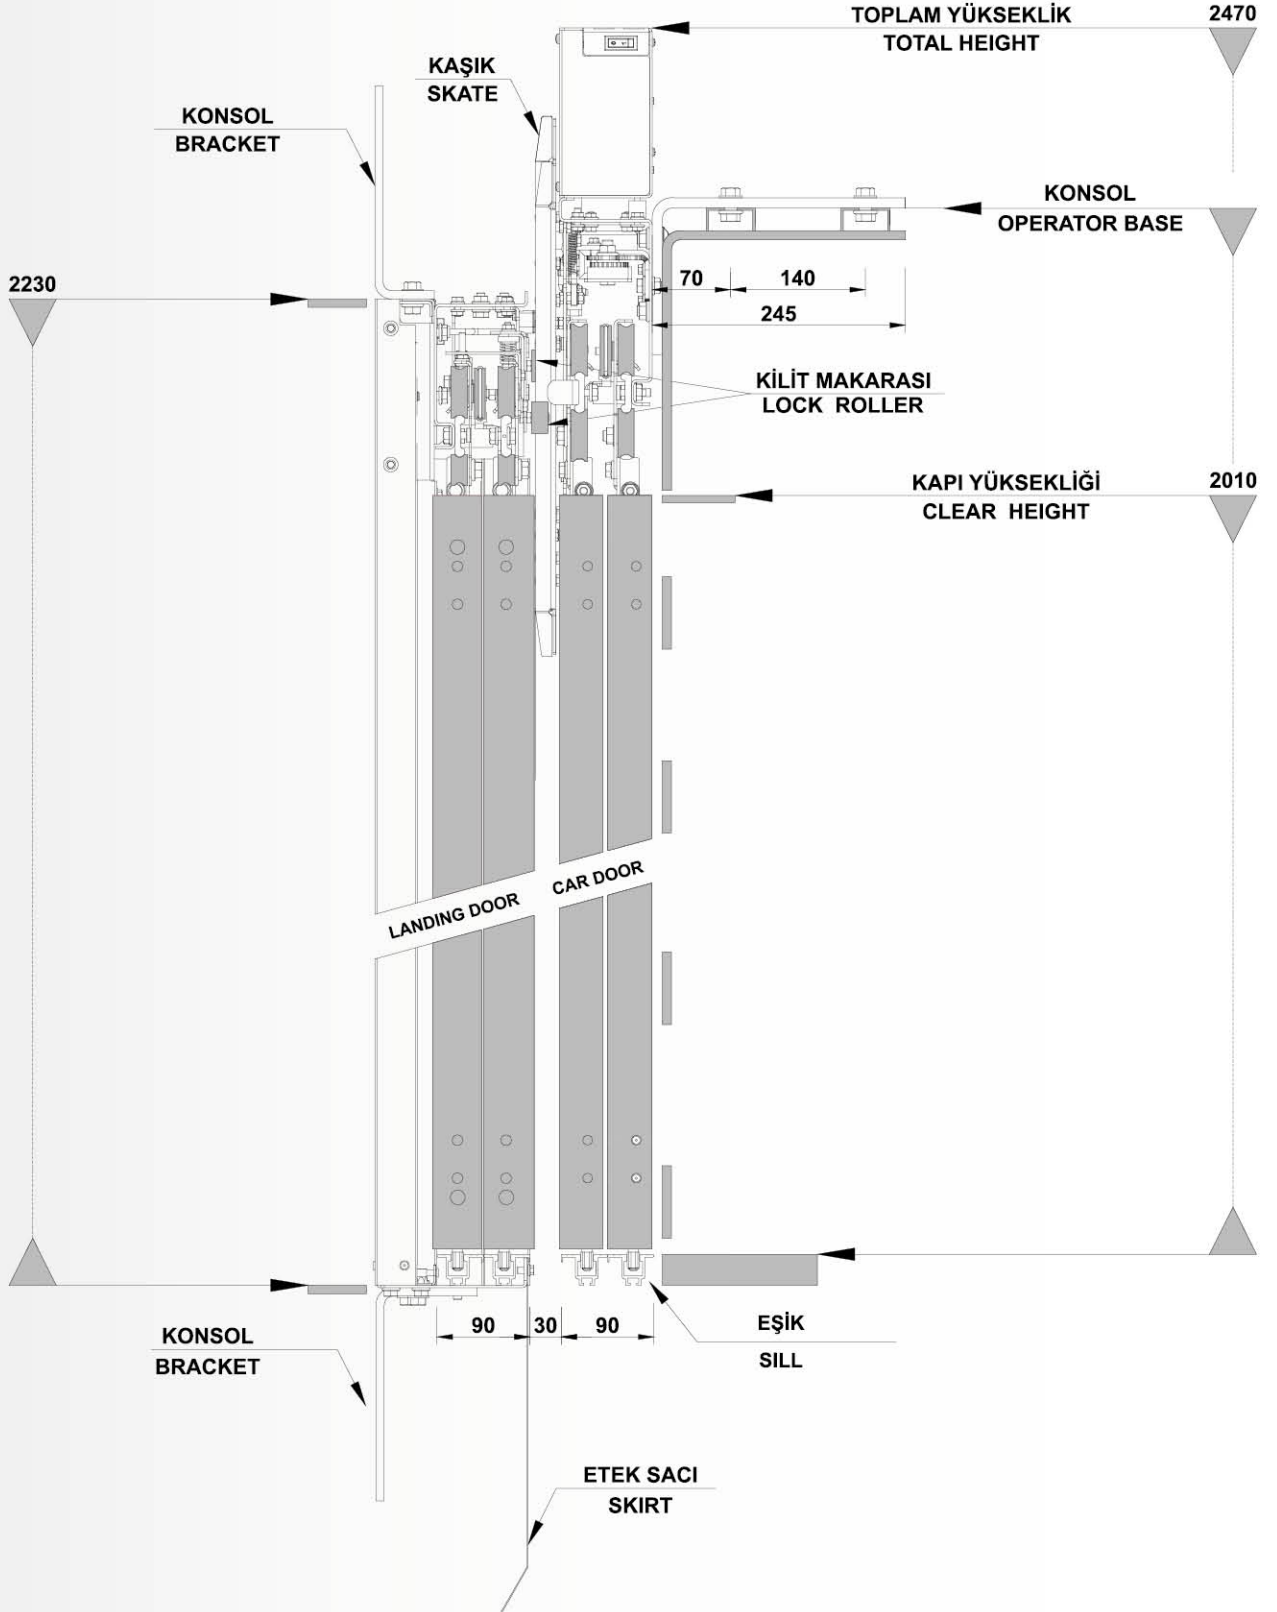 TOPLAM YÜKSEKLİK
TOTAL HEIGHT
2470
KAŞIK
SKATE
KONSOL
BRACKET
KONSOL
OPERATOR BASE
2230
70
140
245
KİLİT MAKARASI
LOCK ROLLER
KAPI YÜKSEKLİĞİ
CLEAR HEIGHT
2010
LANDING DOOR
CAR DOOR
90
30
90
EŞİK
SILL
KONSOL
BRACKET
ETEK SACI
SKIRT